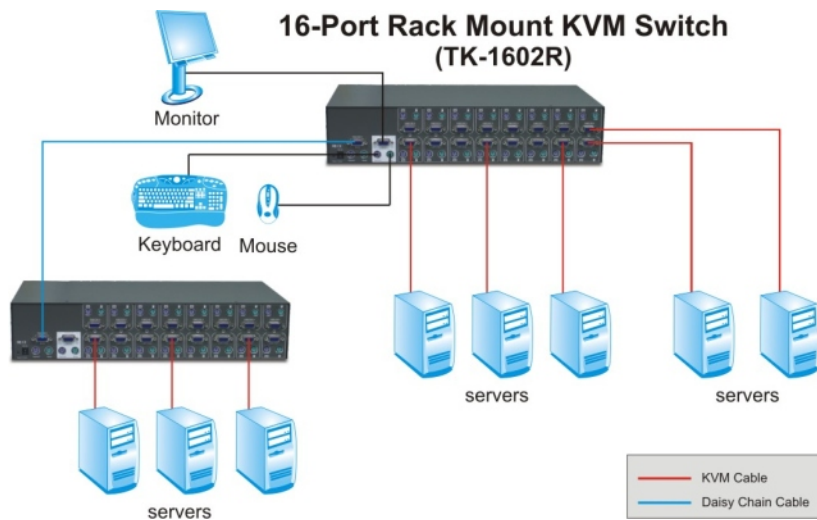 16-Port Rack Mount KVM Switch
(TK-1602R)
Monitor
Keyboard
Mouse
servers
servers
servers
KVM Cable
Daisy Chain Cable